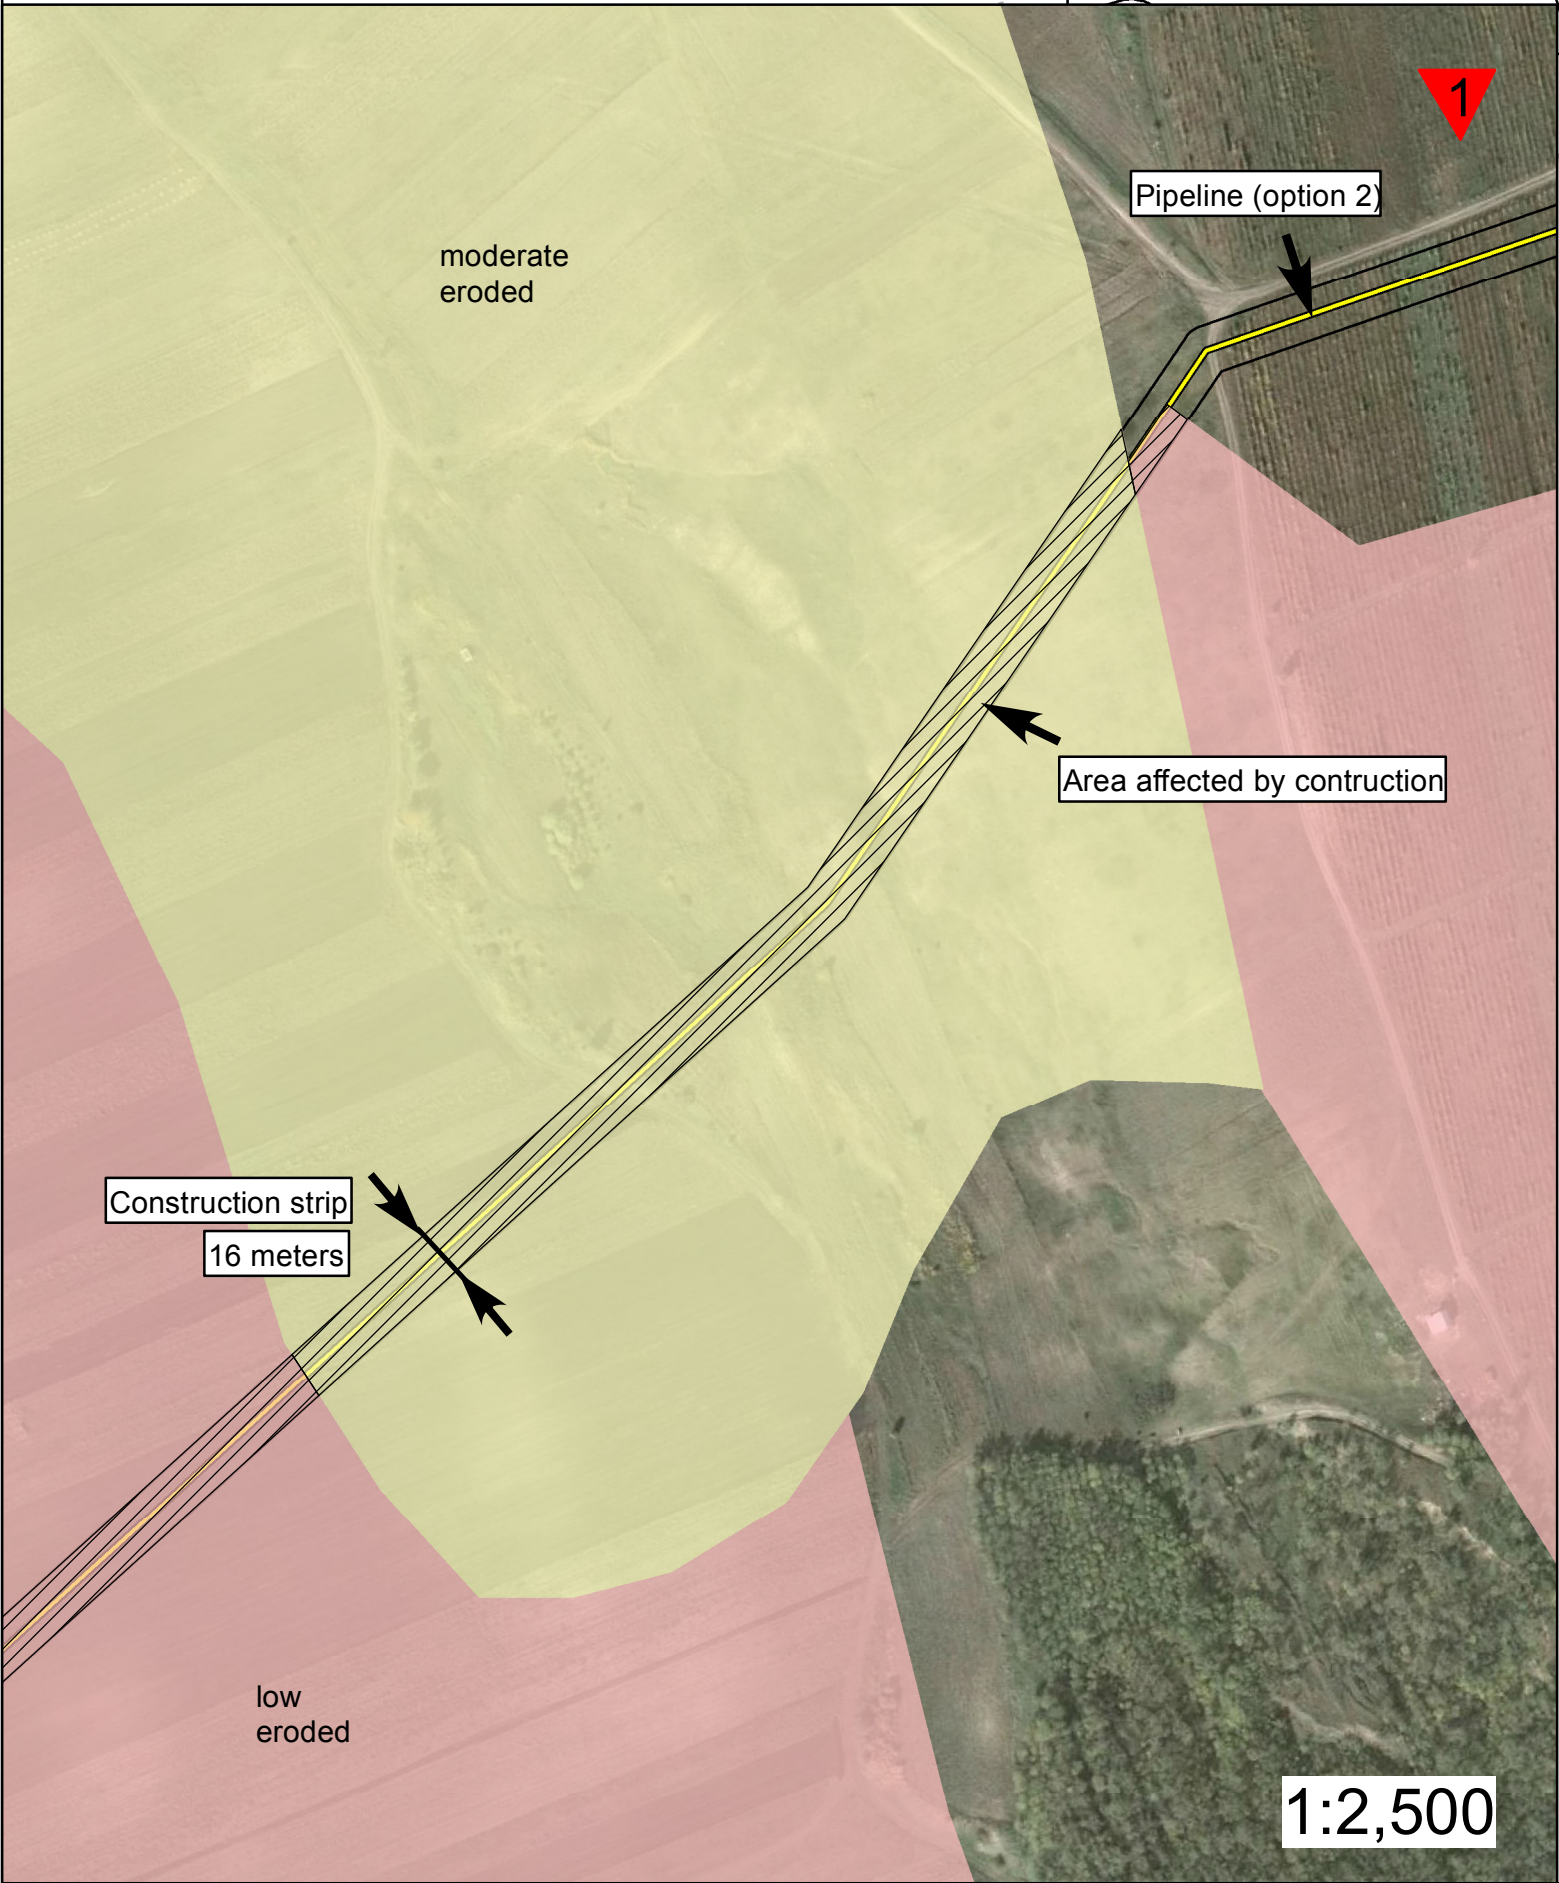 1
Pipeline (option 2)
moderate
eroded
Area affected by contruction
Construction strip
16 meters
low
eroded
1:2,500